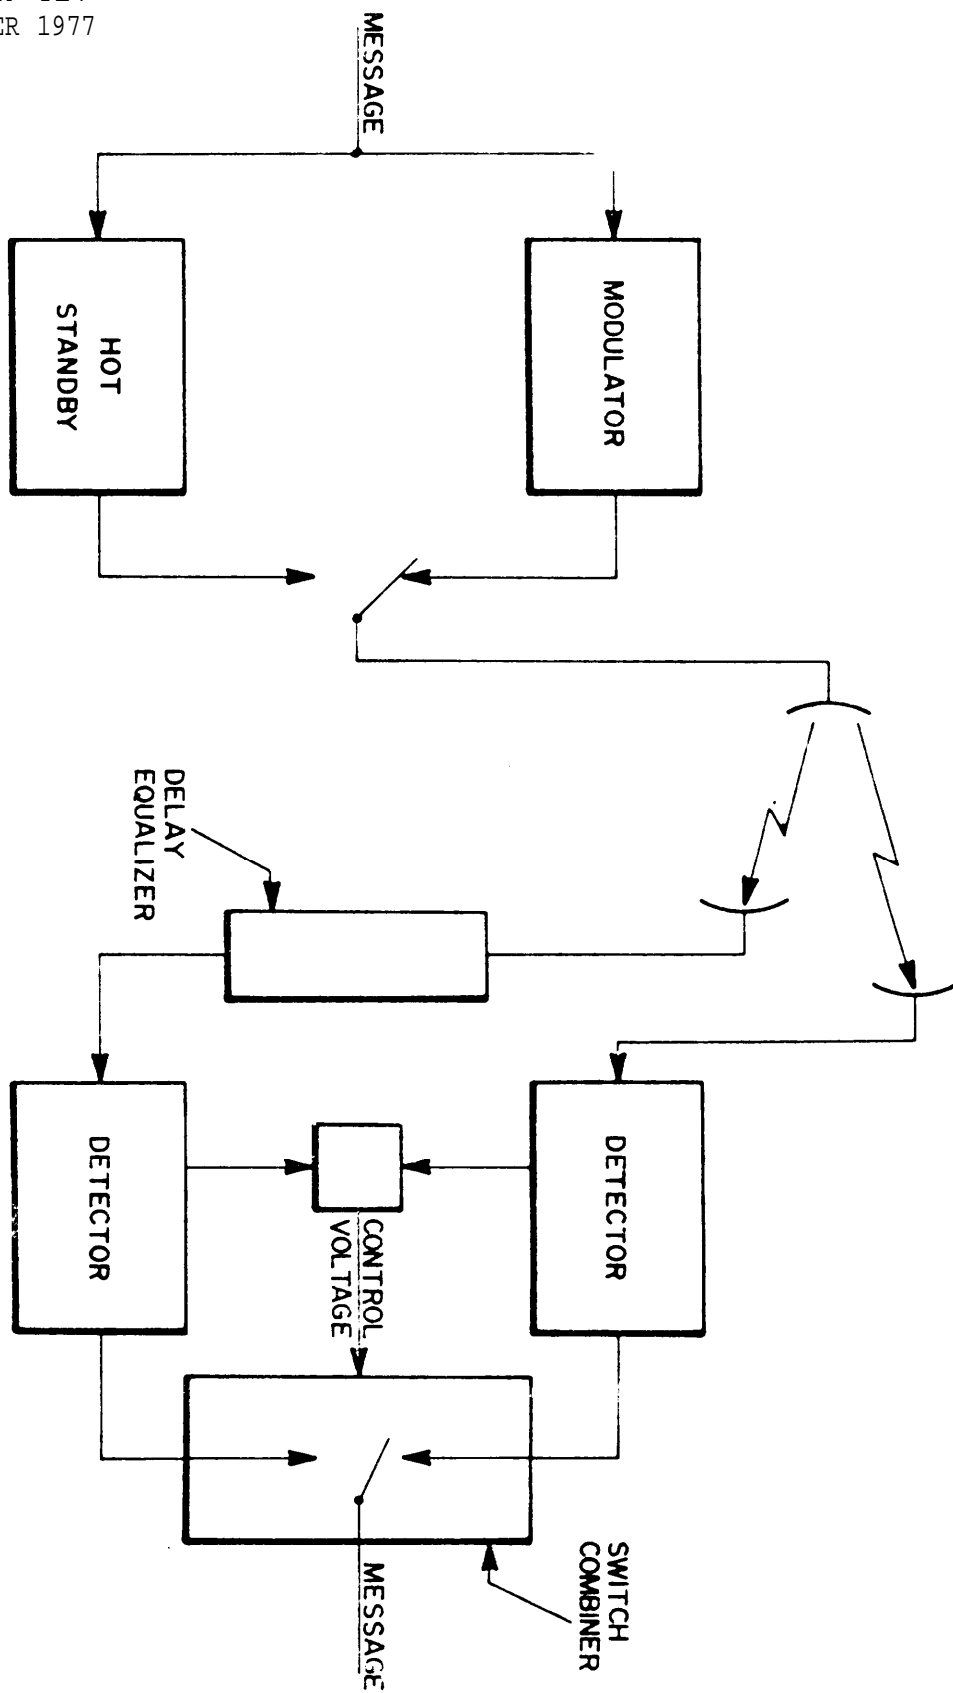 ER 1977
MESSAGE
MODULATOR
HOT
STANDBY
DELAY
EQUALIZER
DETECTOR
DETECTOR
CONTROL
VOLTAGE
SWITCH
COMBINER
MESSAGE